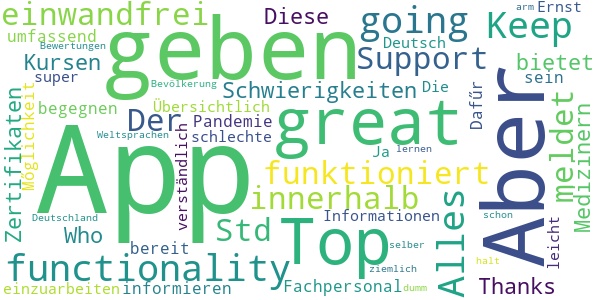 einwandfrei
geben
Diese
going
Keep
arm
Ernst
umfassend
Bewertungen
Deutsch
Kursen
Support
bietet
super
Bevölkerung
Schwierigkeiten
Die
sein
Zertifikaten
Möglichkeit
begegnen
Übersichtlich
Der
Pandemie
great
Dafür
Aber
meldet
Medizinern
Weltsprachen
schlechte
verständlich
Ja
lernen
App
funktioniert
innerhalb
Alles
Deutschland
Std
Top
Informationen
schon
leicht
Who
bereit
selber
functionality
ziemlich
halt
einzuarbeiten
informieren
Fachpersonal
dumm
Thanks